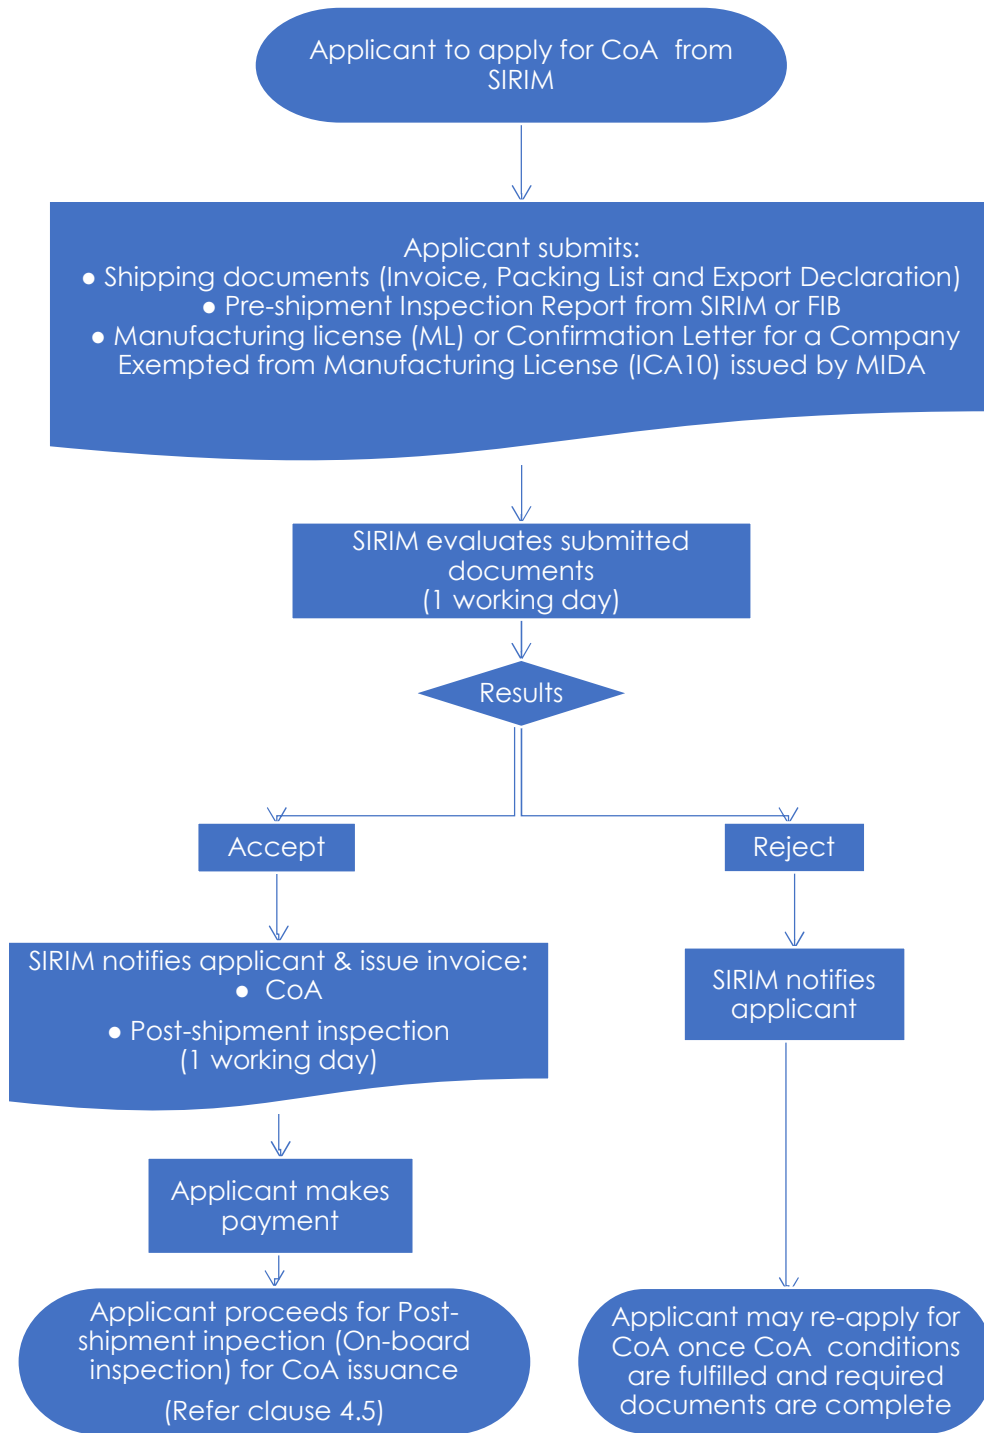 Applicant to apply for CoA from
SIRIM
Applicant submits:
● Shipping documents (Invoice, Packing List and Export Declaration)
● Pre-shipment Inspection Report from SIRIM or FIB
● Manufacturing license (ML) or Confirmation Letter for a Company
Exempted from Manufacturing License (ICA10) issued by MIDA
SIRIM evaluates submitted
documents
(1 working day)
Results
Accept
Reject
SIRIM notifies applicant & issue invoice:
● CoA
● Post-shipment inspection
(1 working day)
SIRIM notifies
applicant
Applicant makes
payment
Applicant proceeds for Post-
shipment inpection (On-board
inspection) for CoA issuance
(Refer clause 4.5)
Applicant may re-apply for
CoA once CoA conditions
are fulfilled and required
documents are complete